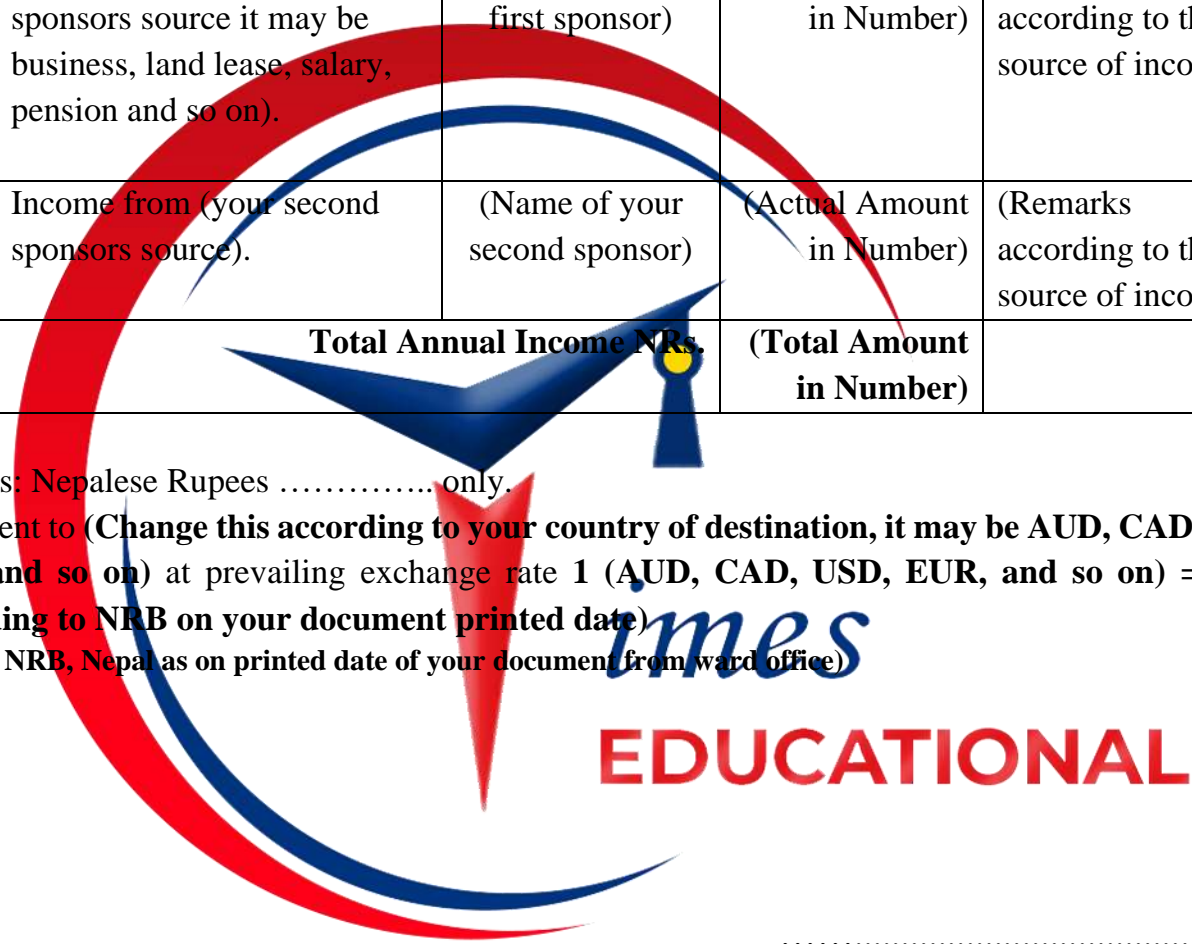 sponsors source it may be
business, land lease, salary,
pension and so on).
first sponsor)
in Number)
according to th
source of inco
Income from (your second
sponsors source).
(Name of your
second sponsor)
(Actual Amount
in Number)
(Remarks
according to th
source of inco
Total Annual Income NRs.
(Total Amount
in Number)
s: Nepalese Rupees ………….. only.
ent to (Change this according to your country of destination, it may be AUD, CAD
and so on) at prevailing exchange rate 1 (AUD, CAD, USD, EUR, and so on) =
ling to NRB on your document printed date)
NRB, Nepal as on printed date of your document from ward office)
imes
EDUCATIONAL